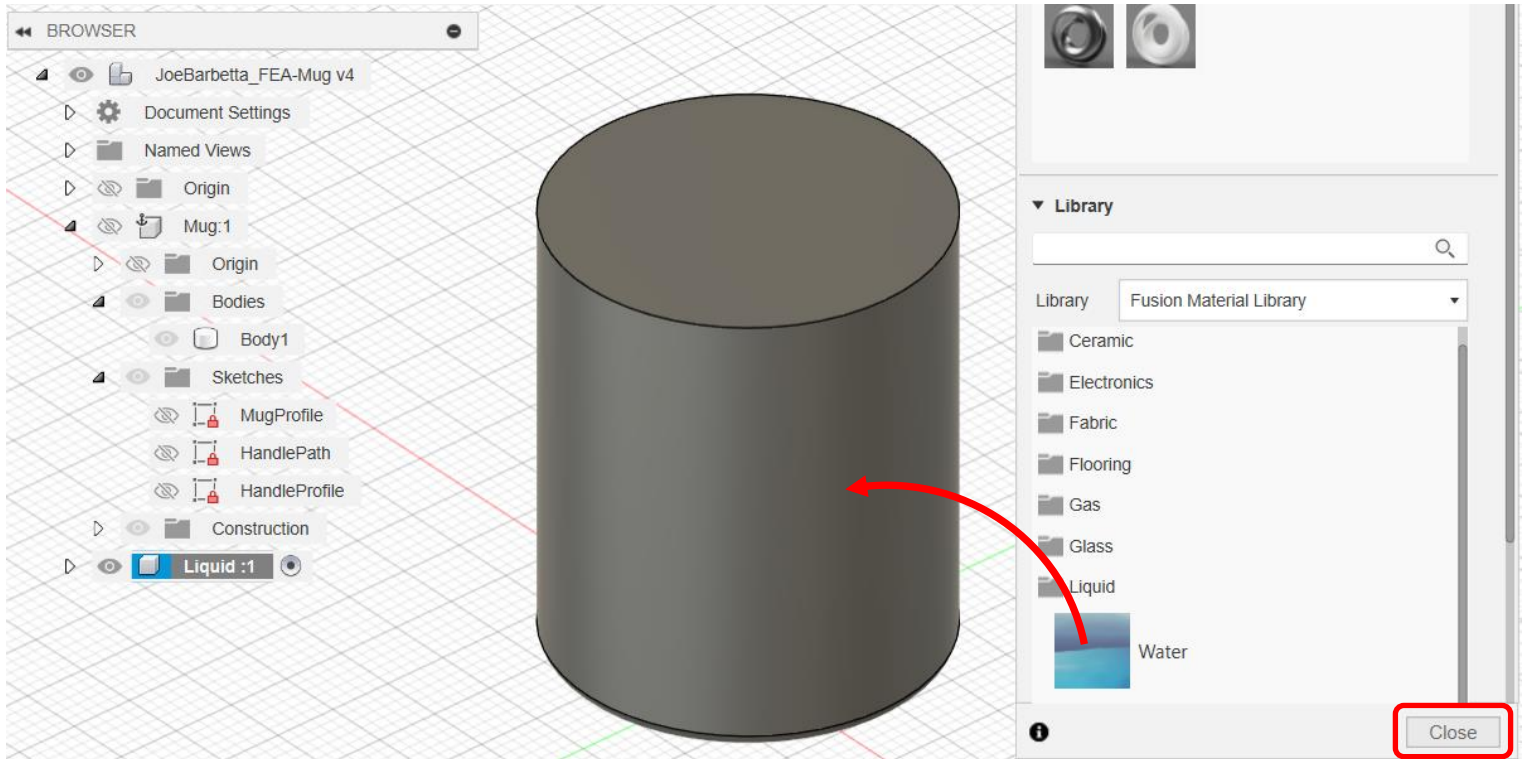 BROWSER
JoeBarbetta_FEA-Mug v4
Document Settings
Named Views
Origin
Mug:1
Origin
Bodies
Body1
Sketches
MugProfile
HandlePath
HandleProfile
Construction
Liquid :1
Library
Library Fusion Material Library
Ceramic
Electronics
Fabric
Flooring
Gas
Glass
Liquid
Water
Close